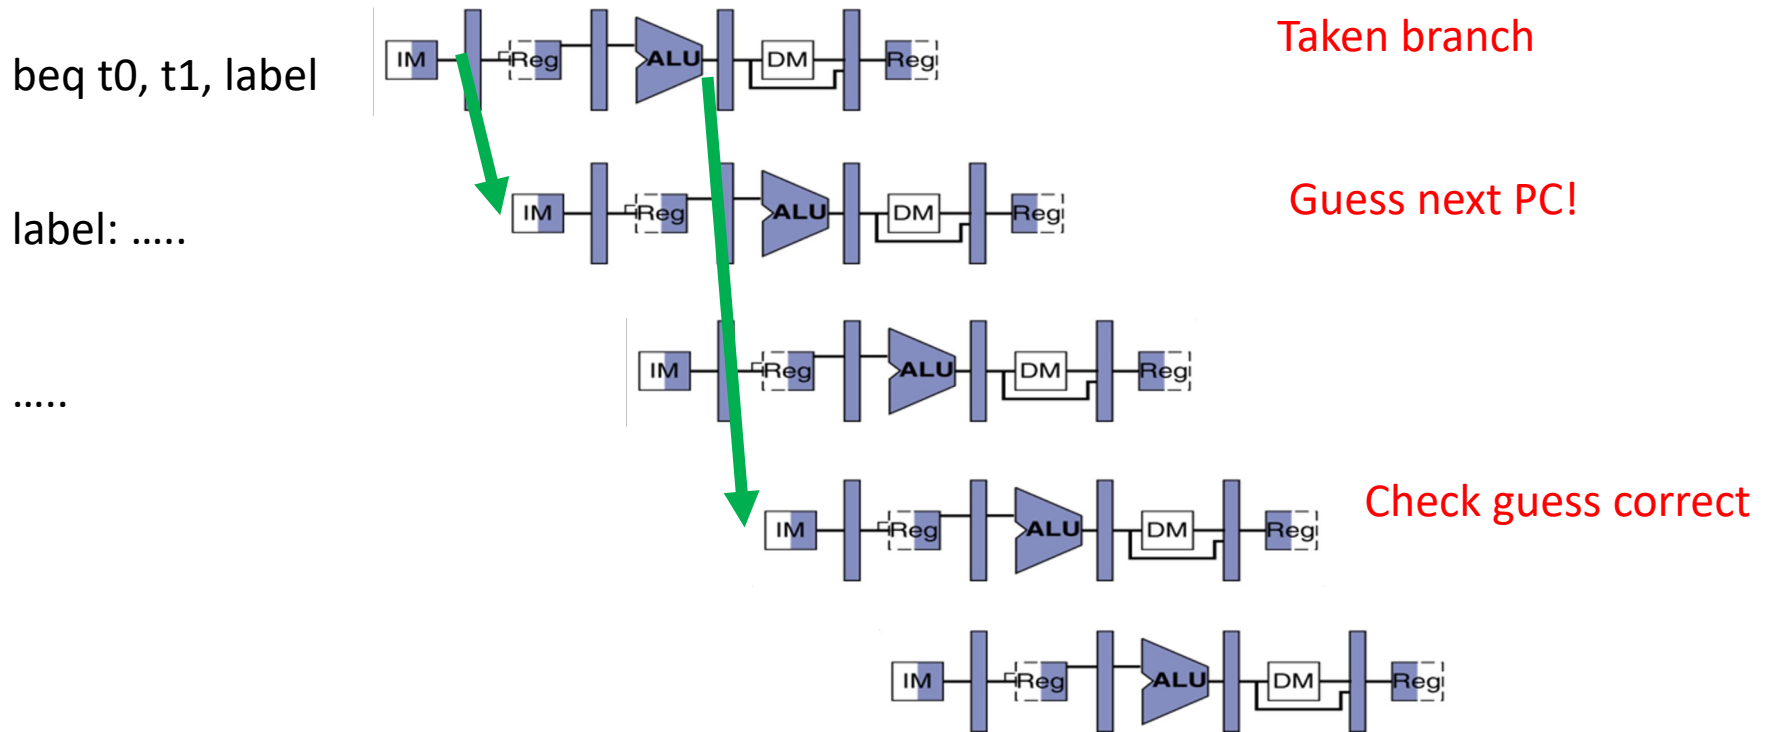 Taken branch
beq t0, t1, label
IM Reg ALU DM Reg
Guess next PC!
label: .....
IM Reg ALU DM Reg
.....
IM Reg ALU DM Reg
Check guess correct
IM Reg ALU DM Reg
IM Reg ALU DM Reg